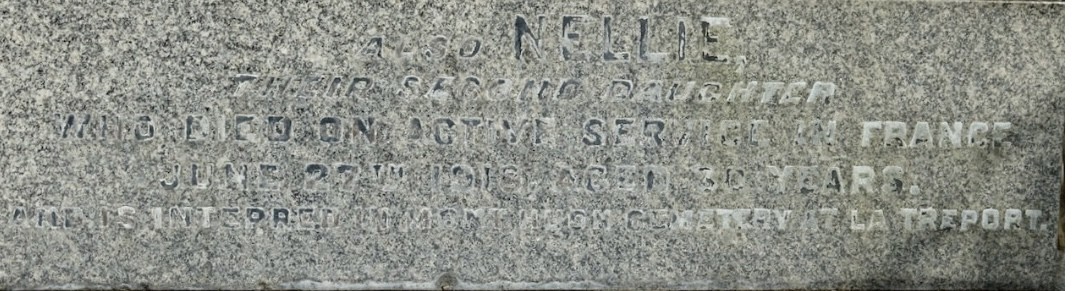 ALSO NELLIE,
THEIR SECOND DAUGHTER
WHO DIED ON ACTIVE SERVICE IN FRANCE
JUNE 27TH 1918, AGED 30 YEARS.
AND IS INTERRED IN MONT HUON CEMETERY AT LA TREPORT.